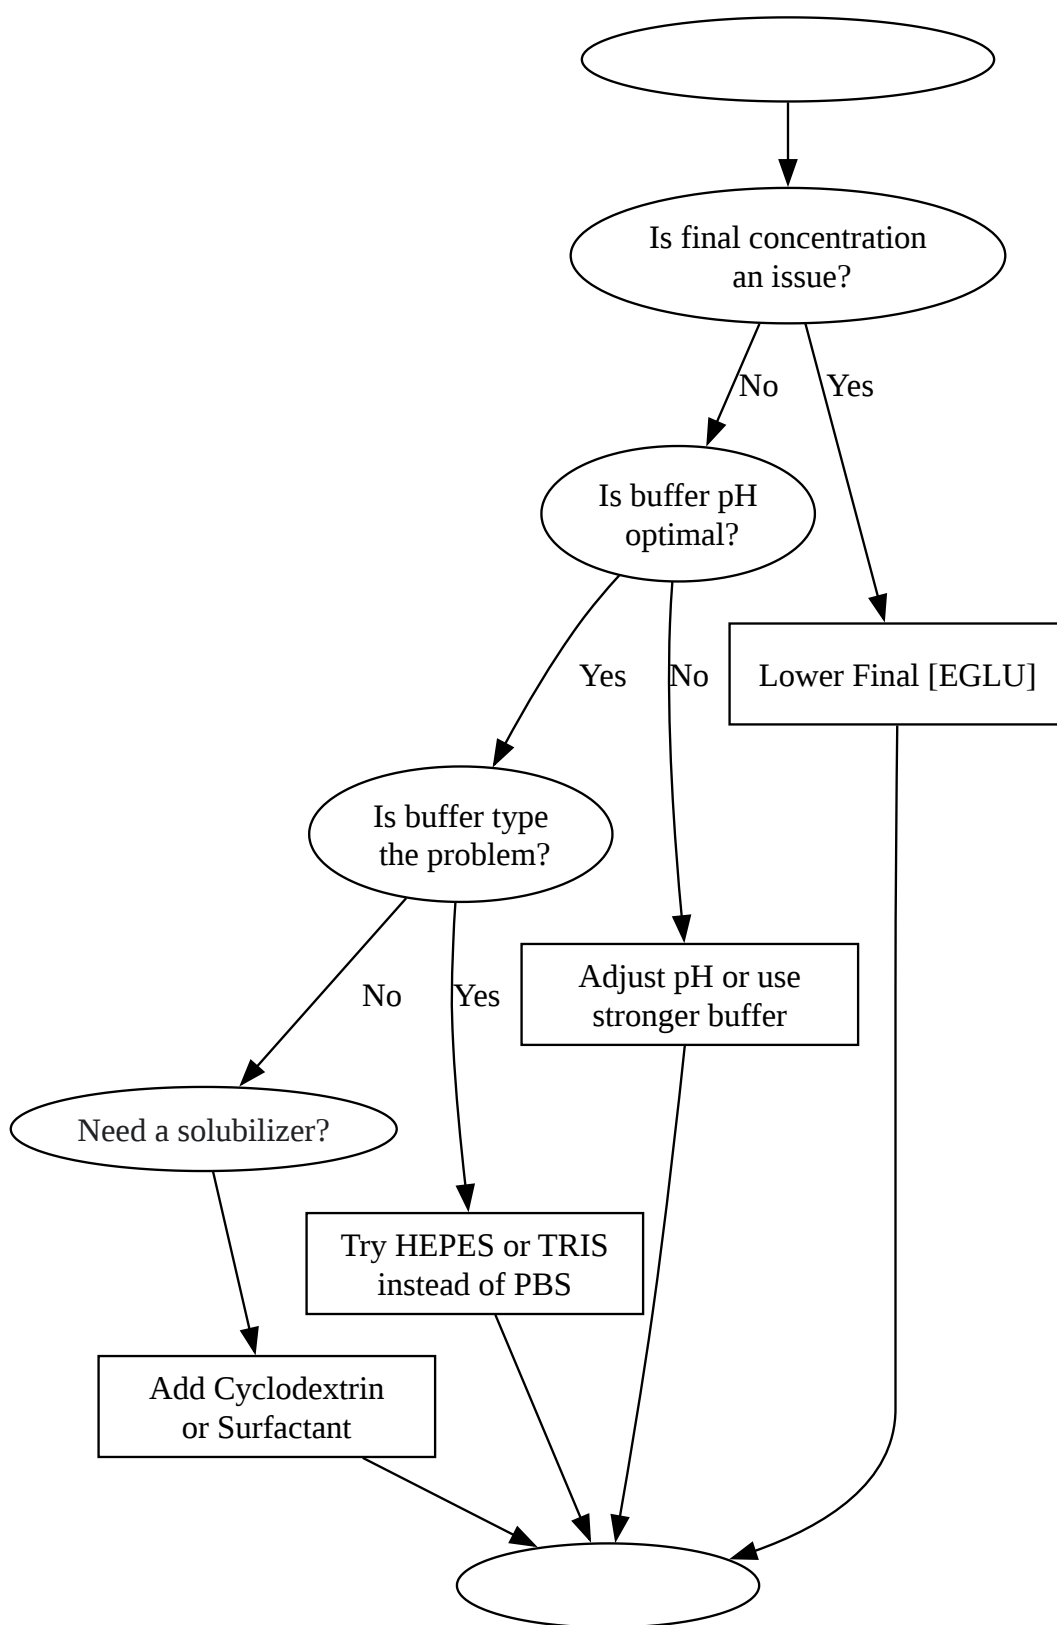 Is final concentration
an issue?
No
Yes
Is buffer pH
optimal?
Yes
No
Lower Final [EGLU]
Is buffer type
the problem?
No
Yes
Adjust pH or use
stronger buffer
Need a solubilizer?
Try HEPES or TRIS
instead of PBS
Add Cyclodextrin
or Surfactant